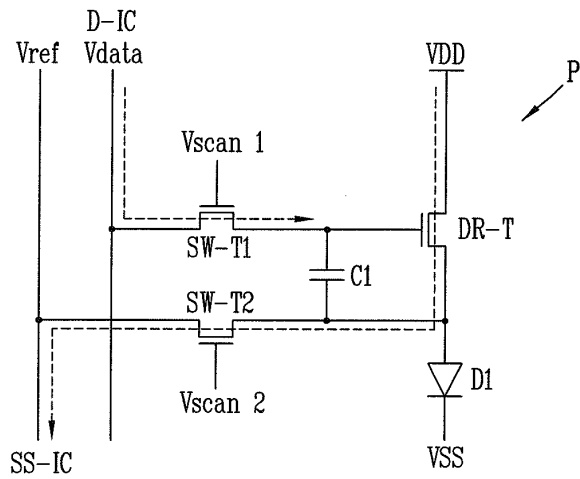 D-IC
Vref Vdata VDD
P
Vscan 1
SW-T1 DR-T
C1
SW-T2
D1
Vscan 2
SS-IC VSS